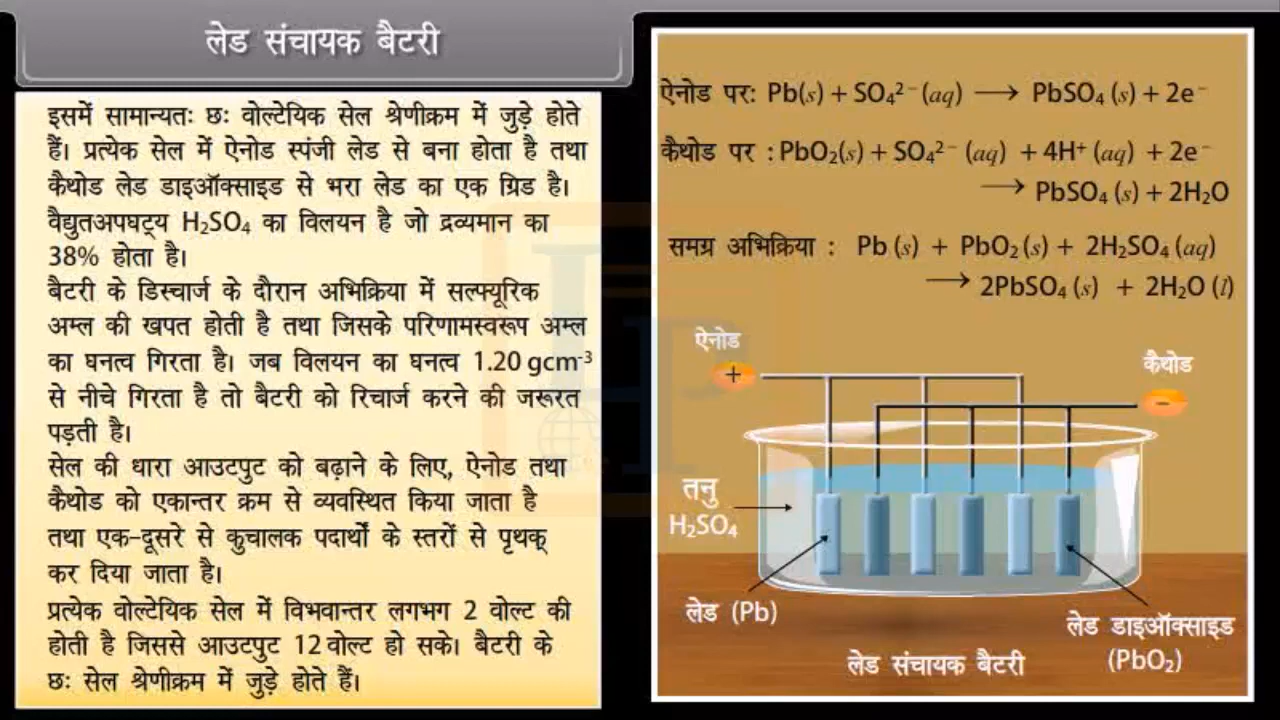 लेड संचायक बैटरी
इसमें सामान्यतः छः वोल्टेयिक सेल श्रेणीक्रम में जुड़े होते
हैं। प्रत्येक सेल में ऐनोड स्पंजी लेड से बना होता है तथा
कैथोड लेड डाइऑक्साइड से भरा लेड का एक ग्रिड है।
वैद्युतअपघट्य H₂SO₄ का विलयन है जो द्रव्यमान का
38% होता है।
बैटरी के डिस्चार्ज के दौरान अभिक्रिया में सल्फ्यूरिक
अम्ल की खपत होती है तथा जिसके परिणामस्वरूप अम्ल
का घनत्व गिरता है। जब विलयन का घनत्व 1.20 gcm⁻³
से नीचे गिरता है तो बैटरी को रिचार्ज करने की जरूरत
पड़ती है।
सेल की धारा आउटपुट को बढ़ाने के लिए, ऐनोड तथा
कैथोड को एकान्तर क्रम से व्यवस्थित किया जाता है
तथा एक-दूसरे से कुचालक पदार्थों के स्तरों से पृथक्
कर दिया जाता है।
प्रत्येक वोल्टेयिक सेल में विभवान्तर लगभग 2 वोल्ट की
होती है जिससे आउटपुट 12 वोल्ट हो सके। बैटरी के
छः सेल श्रेणीक्रम में जुड़े होते हैं।
ऐनोड पर: Pb(s) + SO₄²⁻ (aq) ⟶ PbSO₄ (s) + 2e⁻
कैथोड पर : PbO₂(s) + SO₄²⁻ (aq) + 4H⁺ (aq) + 2e⁻
⟶ PbSO₄ (s) + 2H₂O
समग्र अभिक्रिया : Pb (s) + PbO₂ (s) + 2H₂SO₄ (aq)
⟶ 2PbSO₄ (s) + 2H₂O (l)
ऐनोड
+
कैथोड
-
तनु
H₂SO₄
लेड (Pb)
लेड डाइऑक्साइड
(PbO₂)
लेड संचायक बैटरी